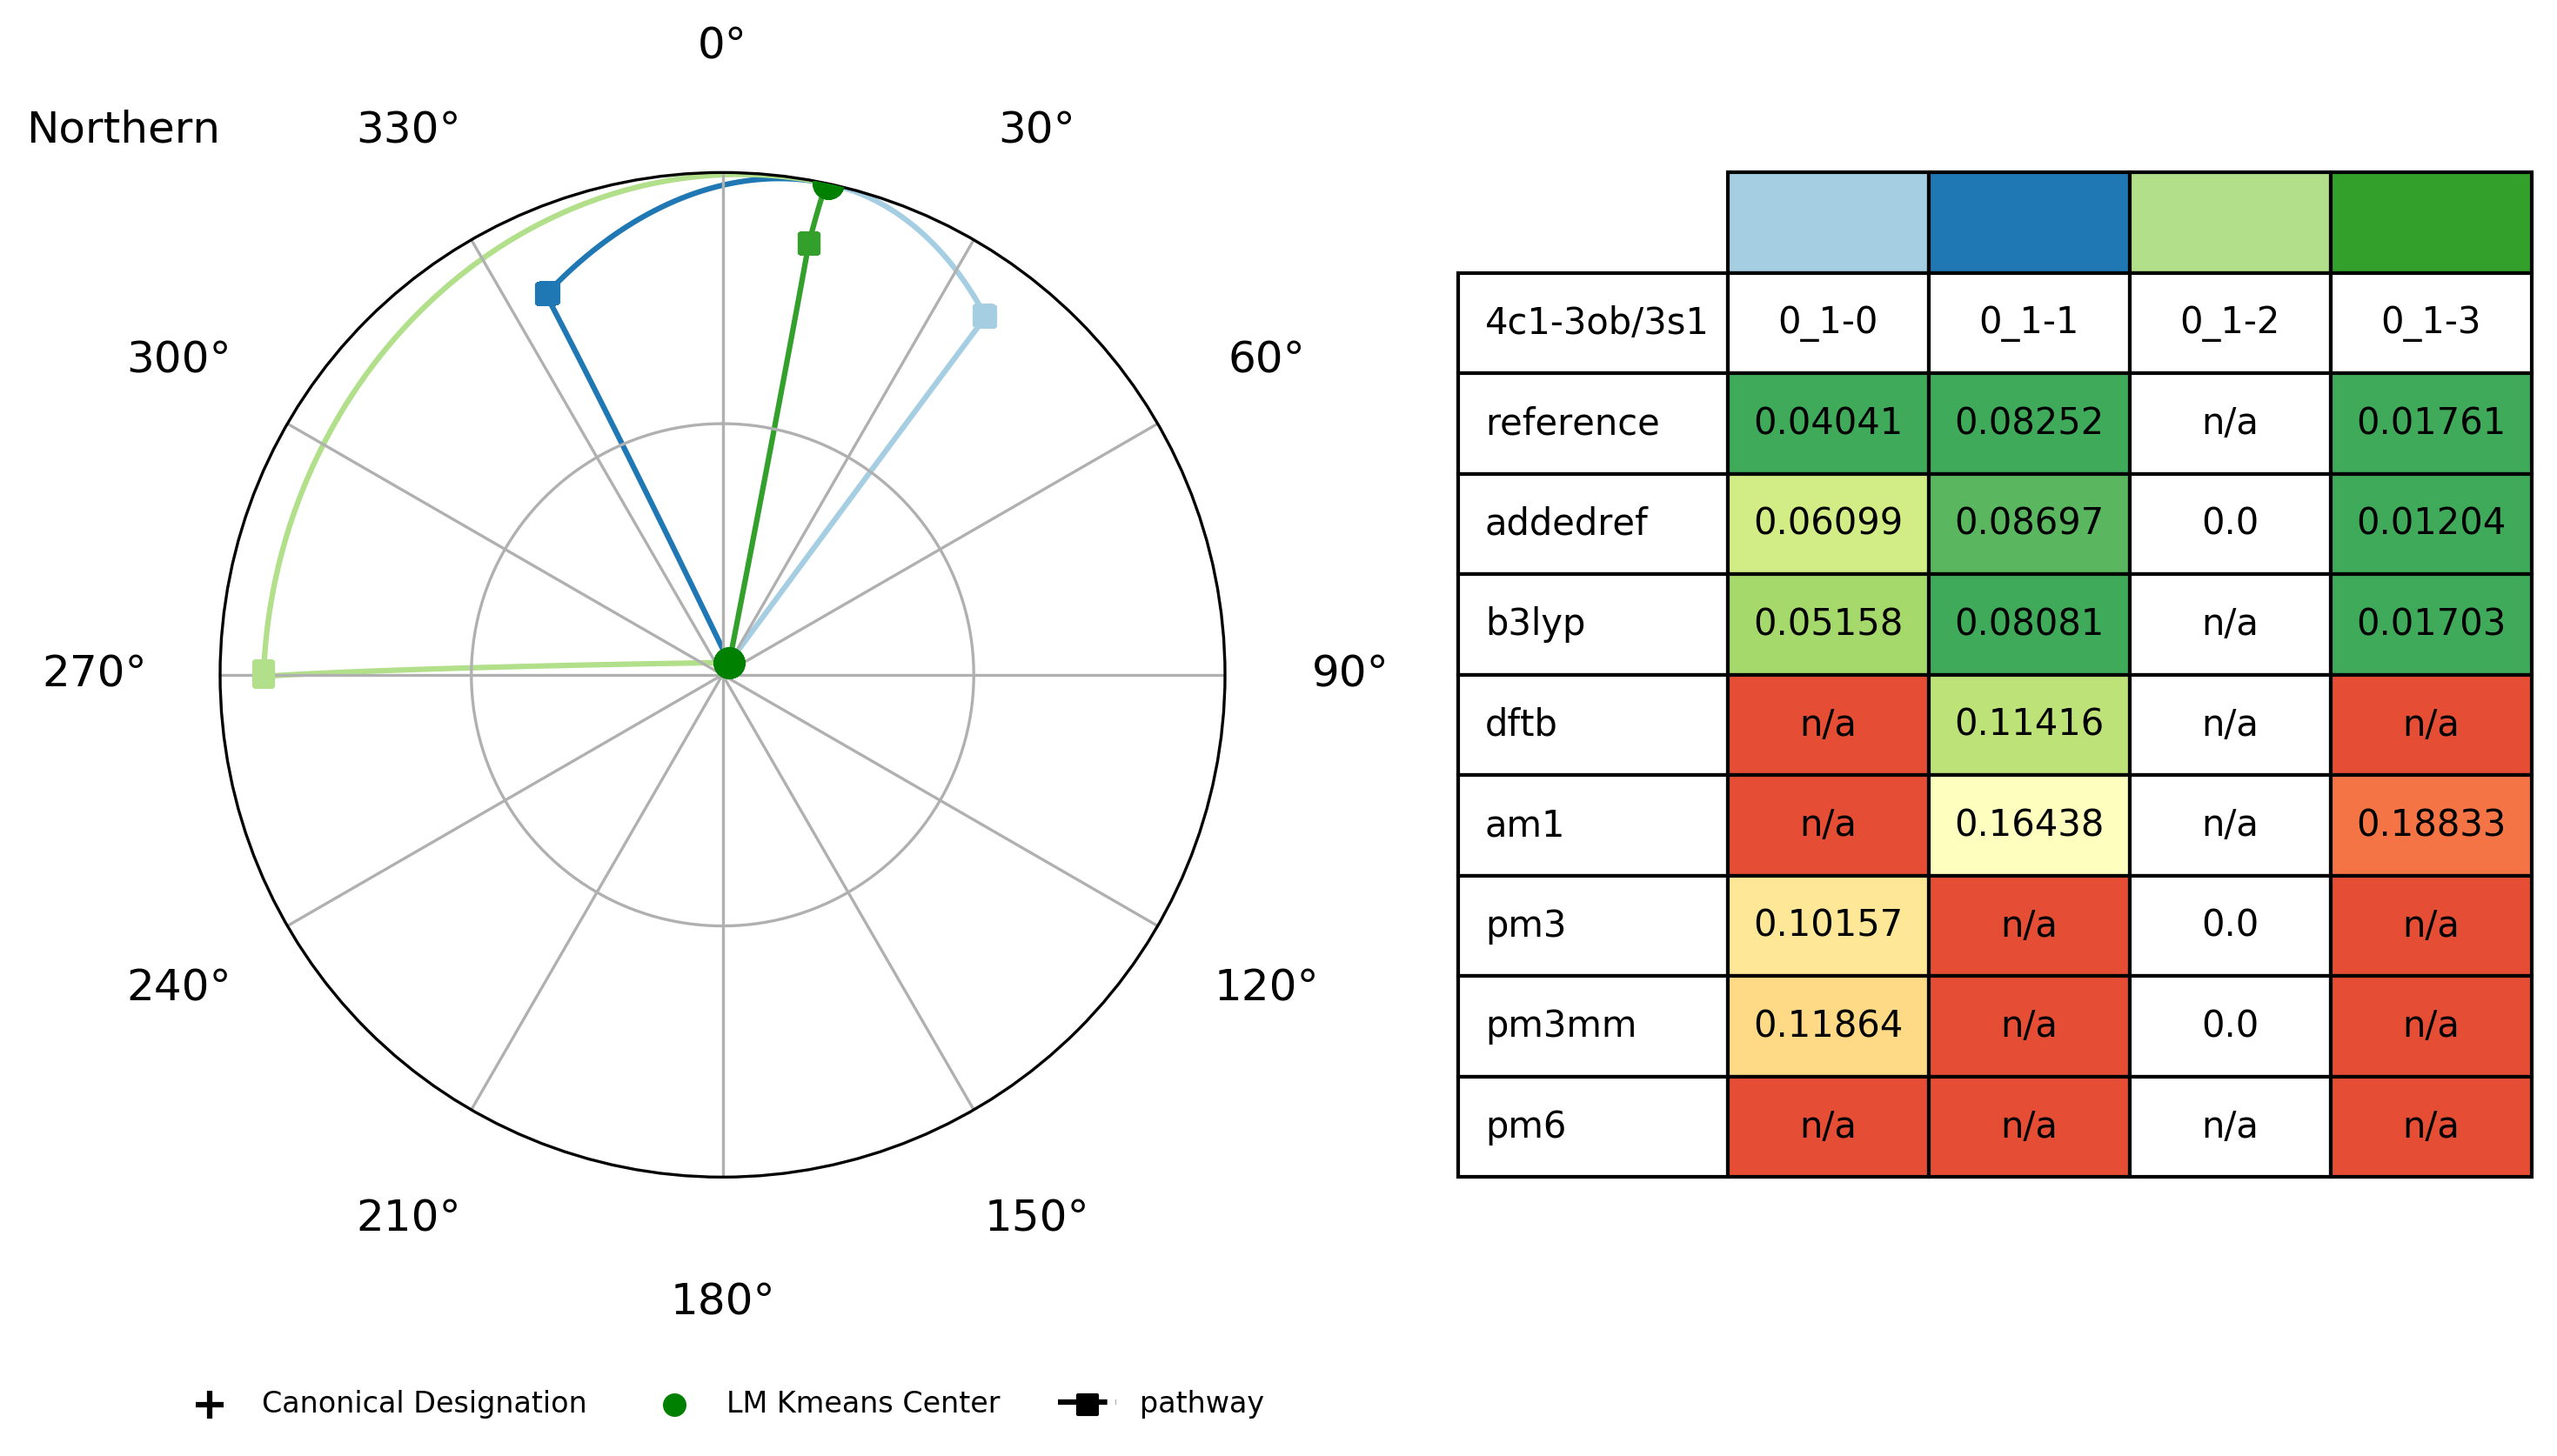 0°
Northern
330°
30°
300°
60°
270°
90°
240°
120°
210°
150°
180°
Canonical Designation
LM Kmeans Center
pathway
4c1-3ob/3s1 0_1-0 0_1-1 0_1-2 0_1-3
reference 0.04041 0.08252 n/a 0.01761
addedref 0.06099 0.08697 0.0 0.01204
b3lyp 0.05158 0.08081 n/a 0.01703
dftb n/a 0.11416 n/a n/a
am1 n/a 0.16438 n/a 0.18833
pm3 0.10157 n/a 0.0 n/a
pm3mm 0.11864 n/a 0.0 n/a
pm6 n/a n/a n/a n/a